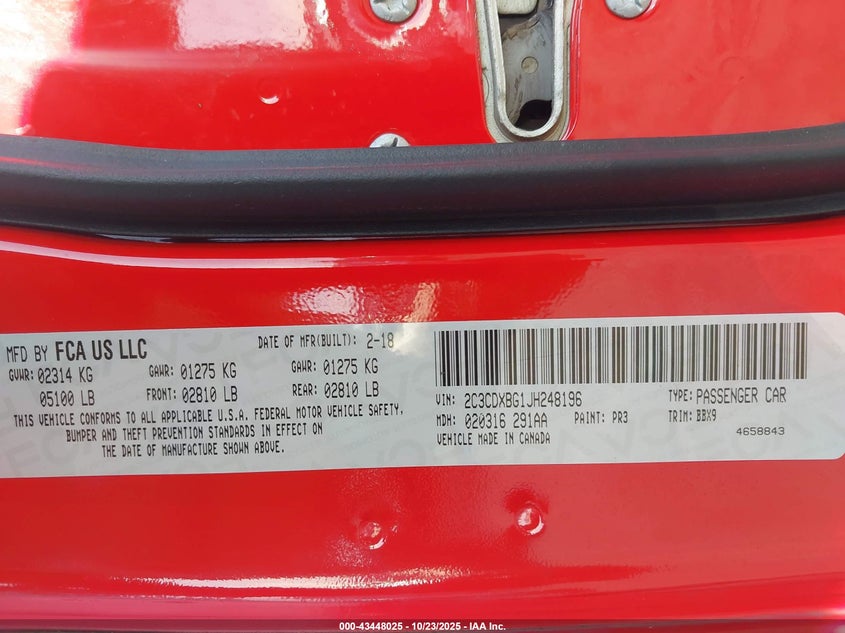 MFD BY FCA US LLC
DATE OF MFR(BUILT): 2-18
GVWR: 02314 KG
GAWR: 01275 KG
GAWR: 01275 KG
05100 LB
FRONT: 02810 LB
REAR: 02810 LB
THIS VEHICLE CONFORMS TO ALL APPLICABLE U.S.A. FEDERAL MOTOR VEHICLE SAFETY,
BUMPER AND THEFT PREVENTION STANDARDS IN EFFECT ON
THE DATE OF MANUFACTURE SHOWN ABOVE.
VIN: 2C3CDXBG1JH248196
TYPE: PASSENGER CAR
MDH: 020316 291AA
PAINT: PR3
TRIM: BBX9
VEHICLE MADE IN CANADA
4658843
000-43448025 - 10/23/2025 - IAA Inc.